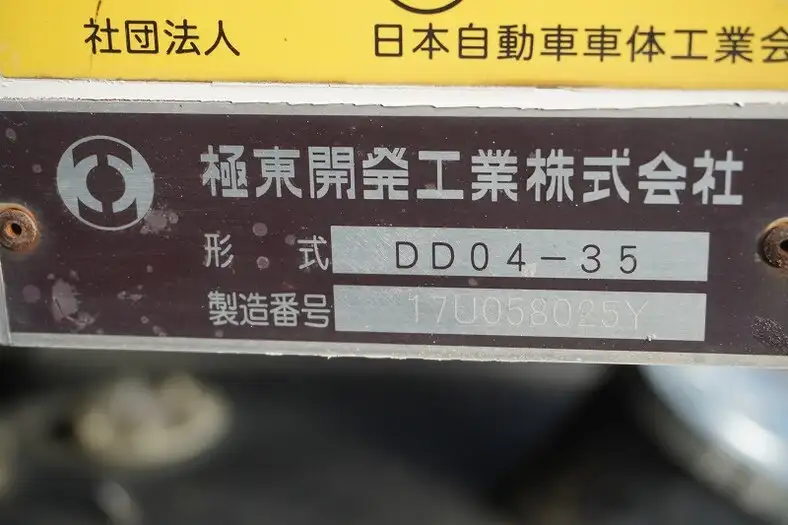 社団法人 日本自動車車体工業会
極東開発工業株式会社
形 式 DD04-35
製造番号 17U058025Y